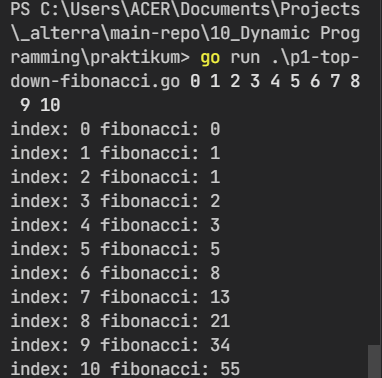 PS C:\Users\ACER\Documents\Projects
\_alterra\main-repo\10_Dynamic Prog
ramming\praktikum> go run .\p1-top-
down-fibonacci.go 0 1 2 3 4 5 6 7 8
 9 10
index: 0 fibonacci: 0
index: 1 fibonacci: 1
index: 2 fibonacci: 1
index: 3 fibonacci: 2
index: 4 fibonacci: 3
index: 5 fibonacci: 5
index: 6 fibonacci: 8
index: 7 fibonacci: 13
index: 8 fibonacci: 21
index: 9 fibonacci: 34
index: 10 fibonacci: 55